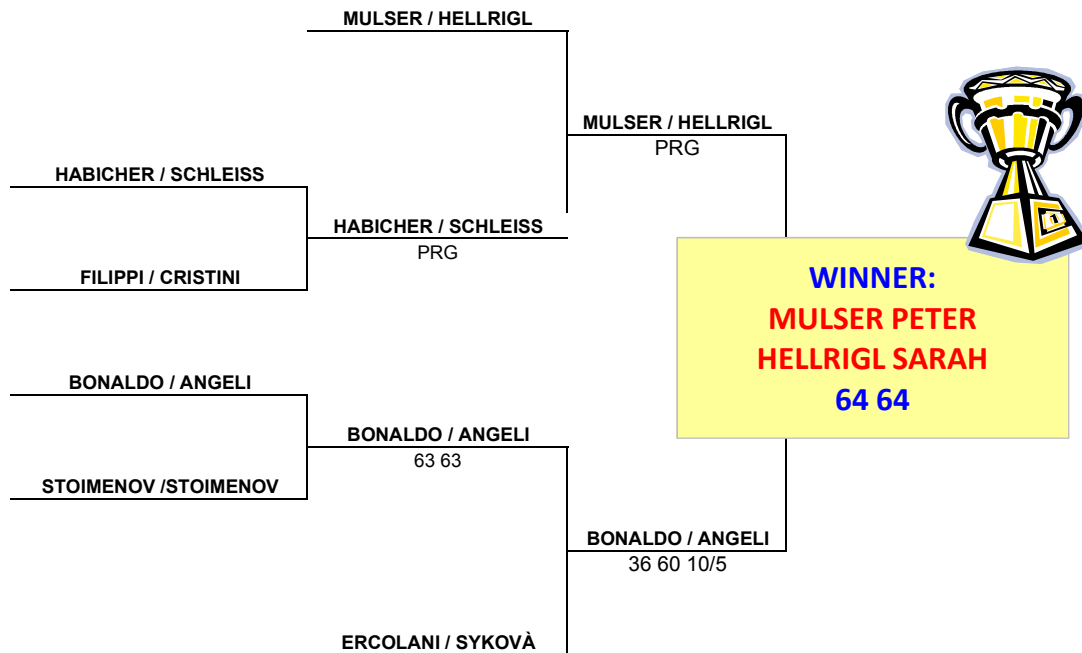 MULSER / HELLRIGL
MULSER / HELLRIGL
PRG
HABICHER / SCHLEISS
HABICHER / SCHLEISS
PRG
FILIPPI / CRISTINI
WINNER:
MULSER PETER
HELLRIGL SARAH
64 64
BONALDO / ANGELI
BONALDO / ANGELI
63 63
STOIMENOV /STOIMENOV
BONALDO / ANGELI
36 60 10/5
ERCOLANI / SYKOVÀ